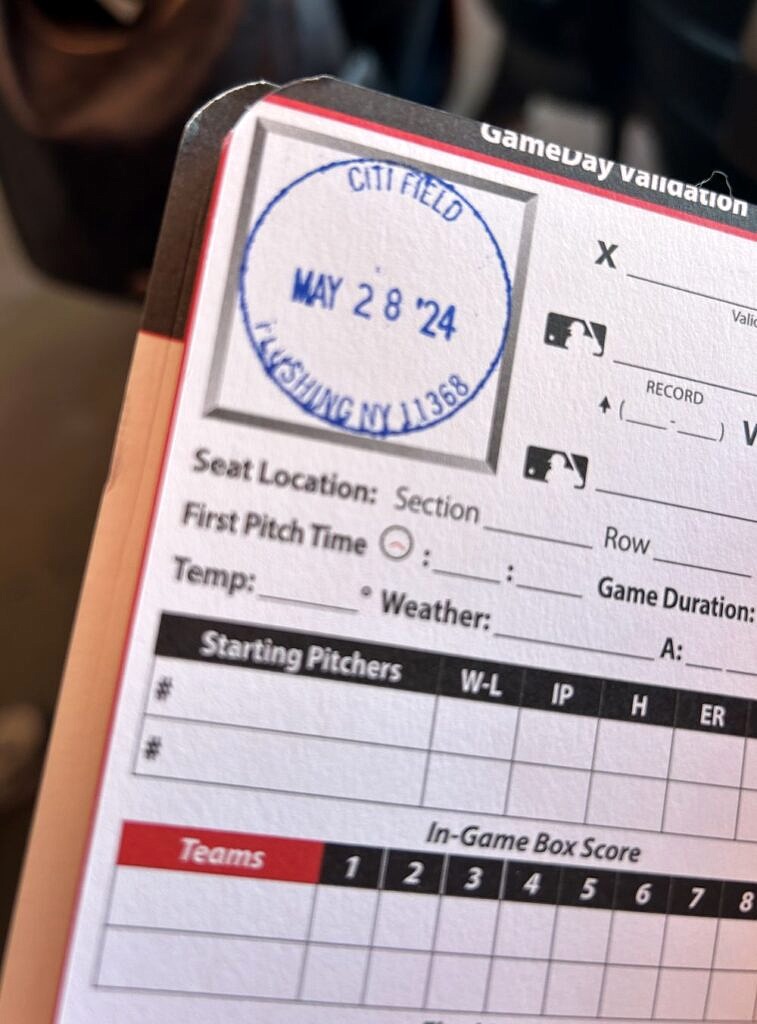 GameDay Validation
CITI FIELD
MAY 28 '24
FLUSHING NY 11368
X
RECORD
( - )
Seat Location: Section Row
First Pitch Time : : Game Duration:
Temp: ° Weather: A:
Starting Pitchers W-L IP H ER
#
#
In-Game Box Score
Teams 1 2 3 4 5 6 7 8